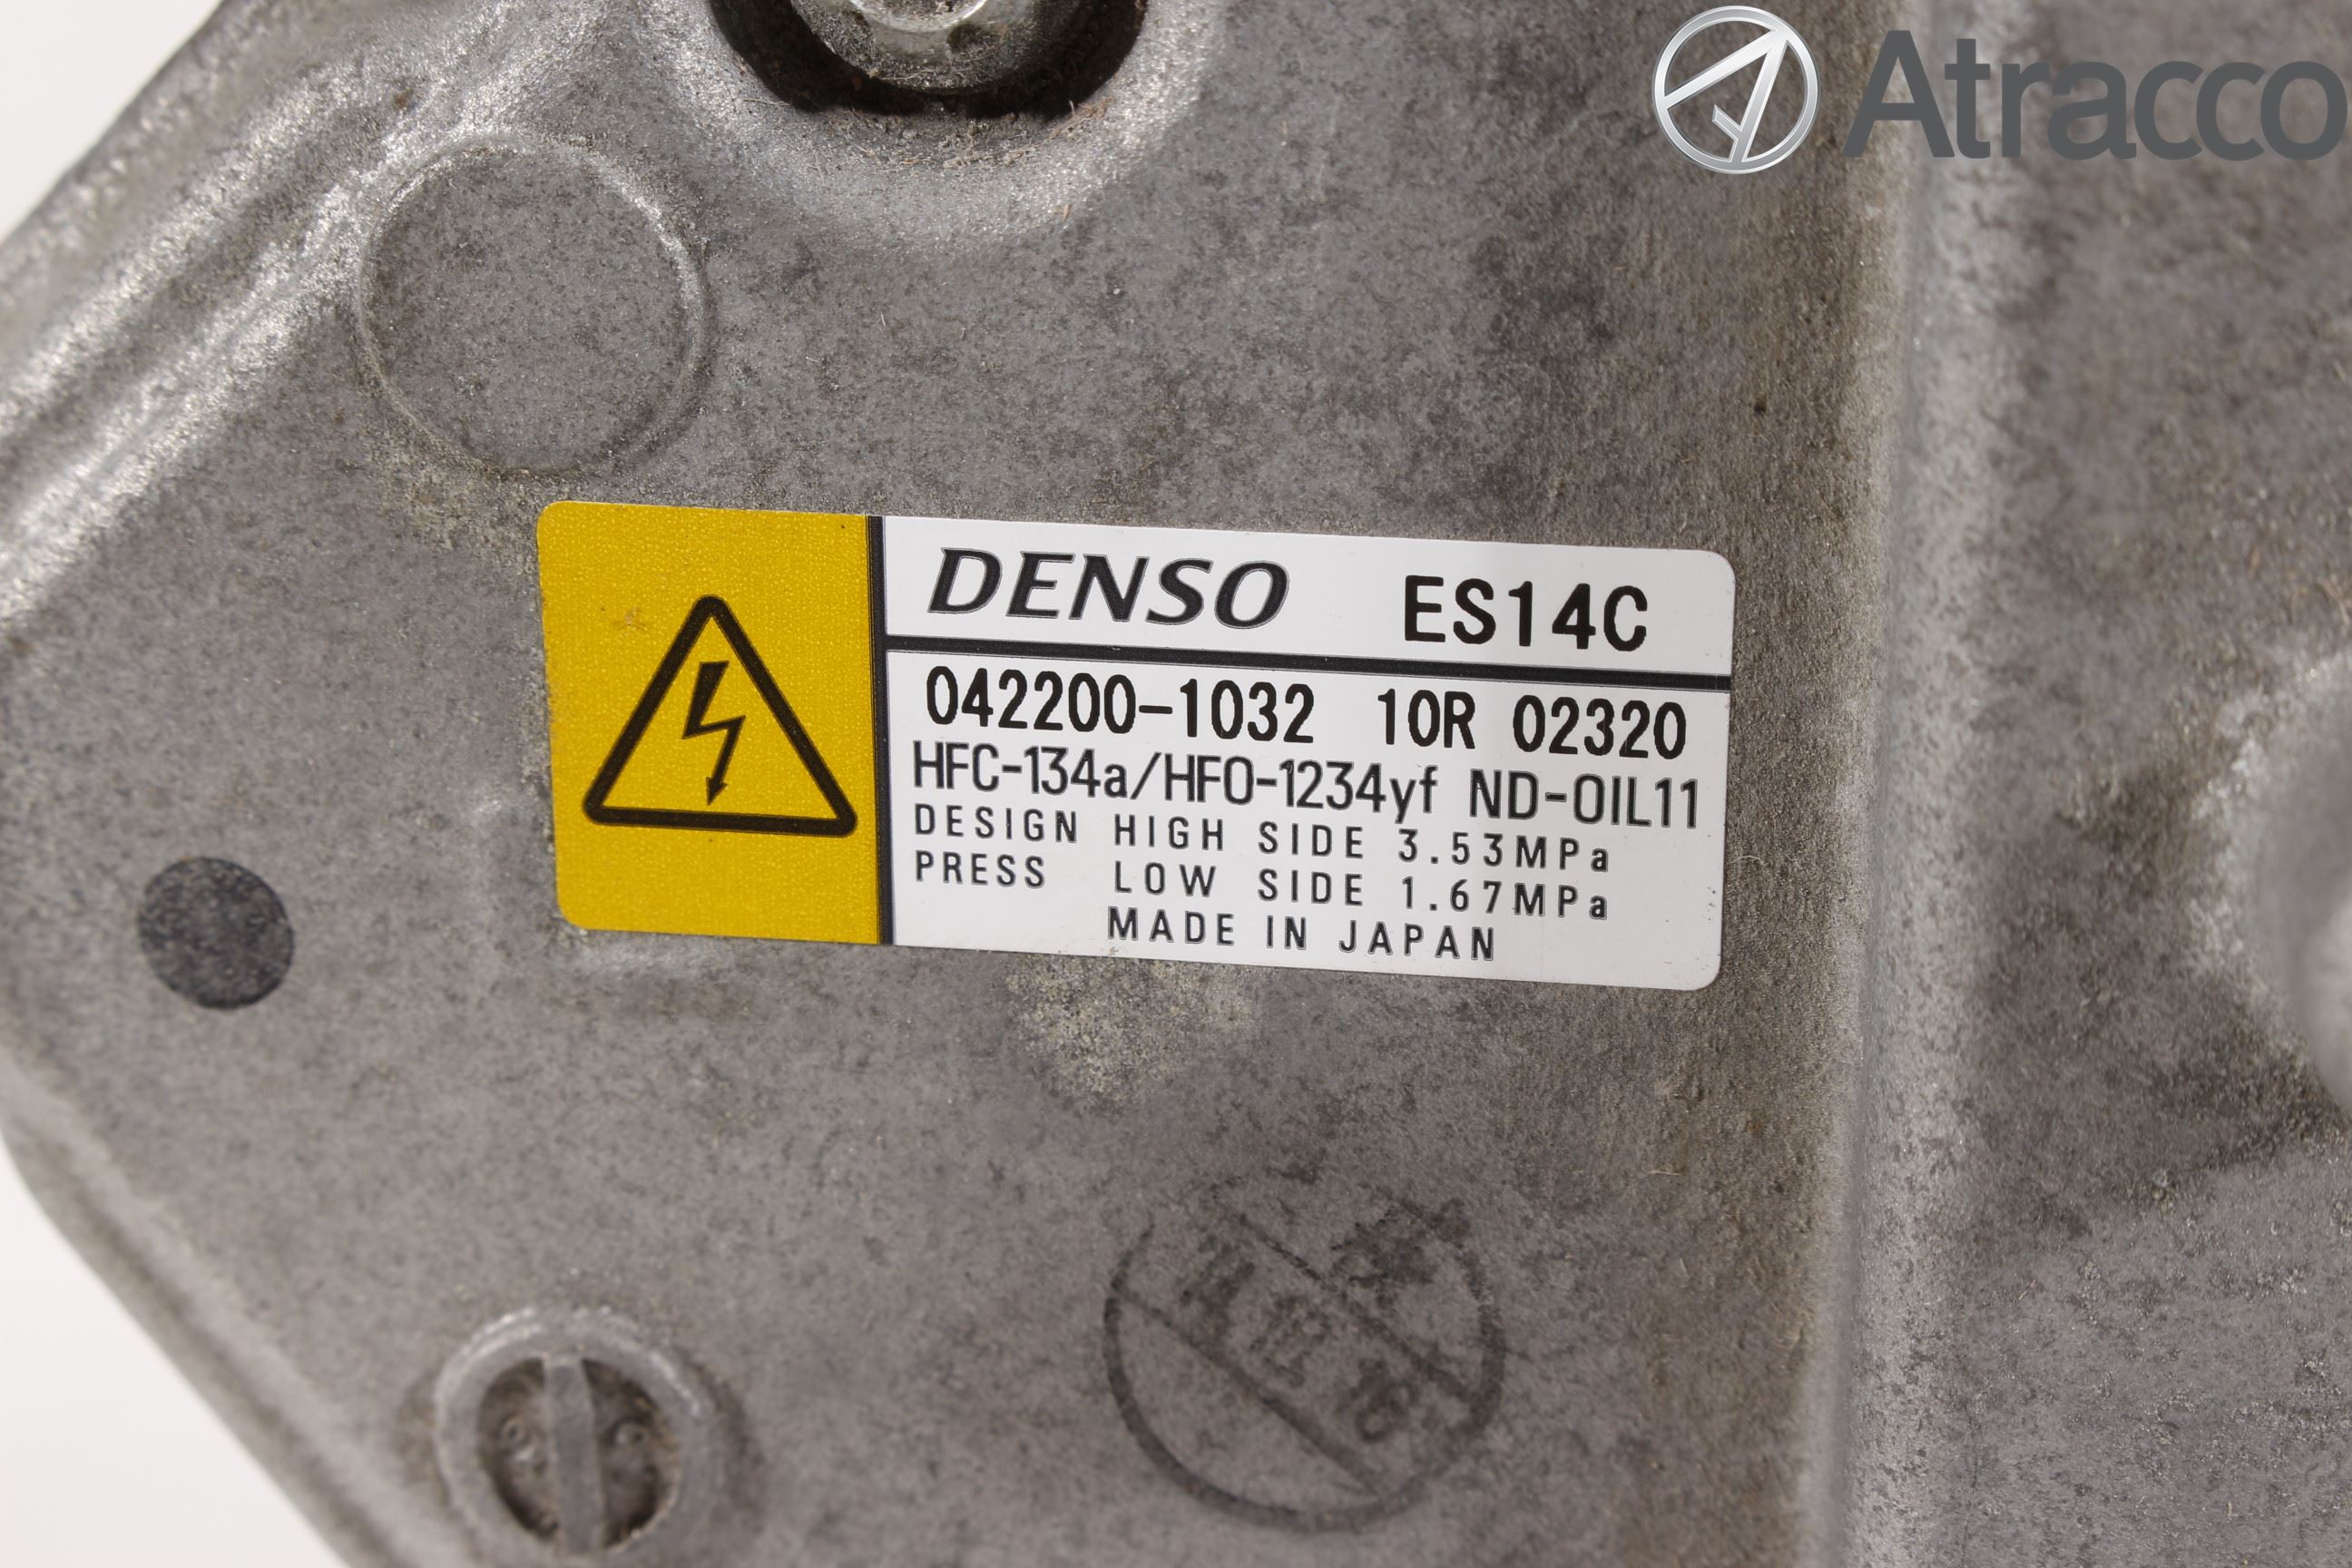 Atracco
DENSO ES14C
042200-1032 10R 02320
HFC-134a/HFO-1234yf ND-OIL11
DESIGN HIGH SIDE 3.53MPa
PRESS LOW SIDE 1.67MPa
MADE IN JAPAN